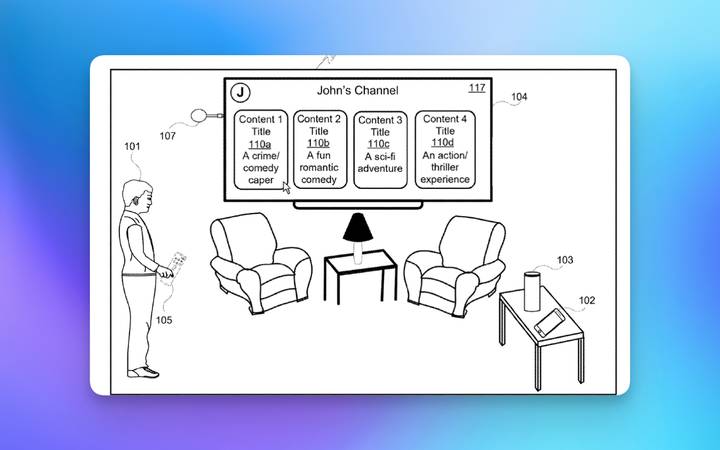 J
John's Channel
117
104
107
Content 1
Title
110a
A crime/
comedy
caper
Content 2
Title
110b
A fun
romantic
comedy
Content 3
Title
110c
A sci-fi
adventure
Content 4
Title
110d
An action/
thriller
experience
101
105
103
102